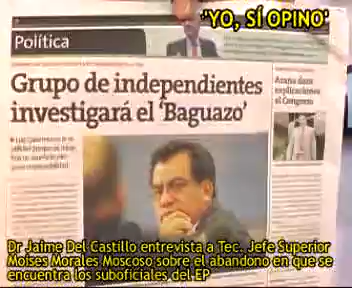 "YO, SÍ OPINO"
Política
Grupo de independientes
investigará el 'Baguazo'
Arana dará
explicaciones
al Congreso
Dr Jaime Del Castillo entrevista a Tec. Jefe Superior
Moises Morales Moscoso sobre el abandono en que se
encuentra los suboficiales del EP